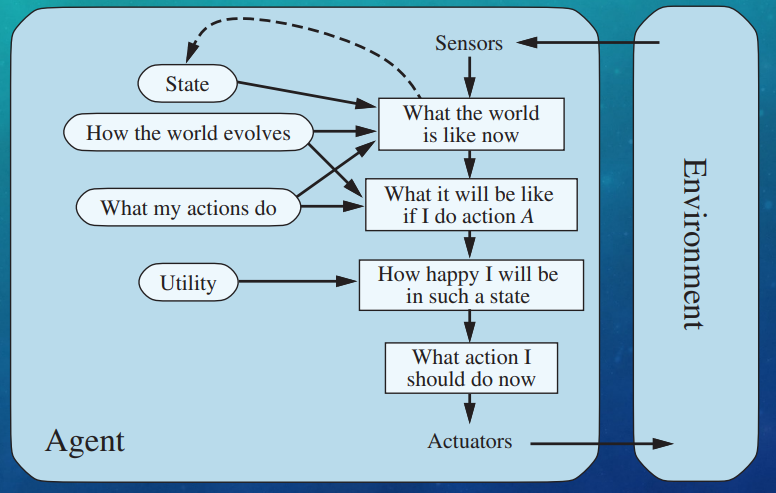 Sensors
State
What the world
is like now
How the world evolves
What it will be like
if I do action A
What my actions do
How happy I will be
in such a state
Utility
What action I
should do now
Agent
Actuators
Environment